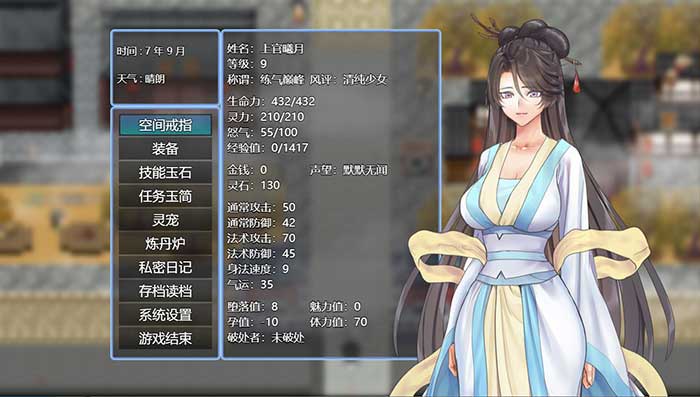 时间：7 年 9 月
天气：晴朗
空间戒指
装备
技能玉石
任务玉简
灵宠
炼丹炉
私密日记
存档读档
系统设置
游戏结束
姓名：上官曦月
等级：9
称谓：练气巅峰 风评：清纯少女
生命力：432/432
灵力：210/210
怒气：55/100
经验值：0/1417
金钱：0 声望：默默无闻
灵石：130
通常攻击：50
通常防御：42
法术攻击：70
法术防御：45
身法速度：9
气运：35
堕落值：8 魅力值：0
孕值：-10 体力值：70
破处者：未破处